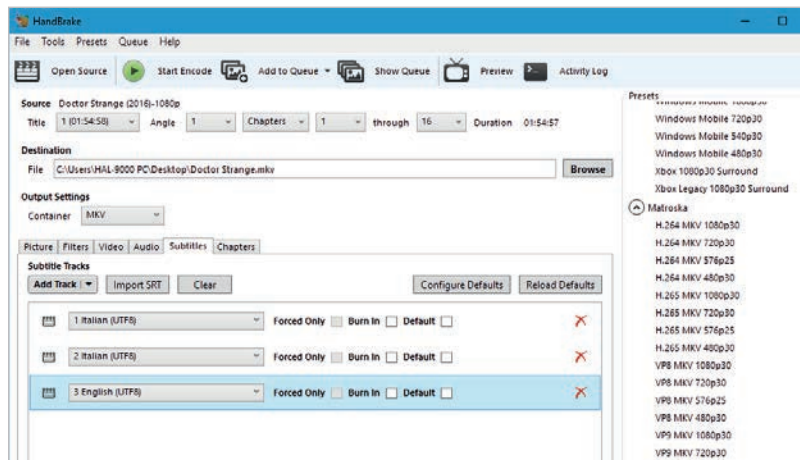 HandBrake
File Tools Presets Queue Help
Open Source Start Encode Add to Queue Show Queue Preview Activity Log
Source Doctor Strange (2016)-1080p
Title 1 (01:54:58) Angle 1 Chapters 1 through 16 Duration 01:54:57
Destination
File C:\Users\HAL-9000 PC\Desktop\Doctor Strange.mkv Browse
Output Settings
Container MKV
Picture Filters Video Audio Subtitles Chapters
Subtitle Tracks
Add Track Import SRT Clear Configure Defaults Reload Defaults
1 Italian (UTF8) Forced Only Burn In Default
2 Italian (UTF8) Forced Only Burn In Default
3 English (UTF8) Forced Only Burn In Default
Presets
Windows Mobile 1080p30
Windows Mobile 720p30
Windows Mobile 540p30
Windows Mobile 480p30
Xbox 1080p30 Surround
Xbox Legacy 1080p30 Surround
Matroska
H.264 MKV 1080p30
H.264 MKV 720p30
H.264 MKV 576p25
H.264 MKV 480p30
H.265 MKV 1080p30
H.265 MKV 720p30
H.265 MKV 576p25
H.265 MKV 480p30
VP8 MKV 1080p30
VP8 MKV 720p30
VP8 MKV 576p25
VP8 MKV 480p30
VP9 MKV 1080p30
VP9 MKV 720p30